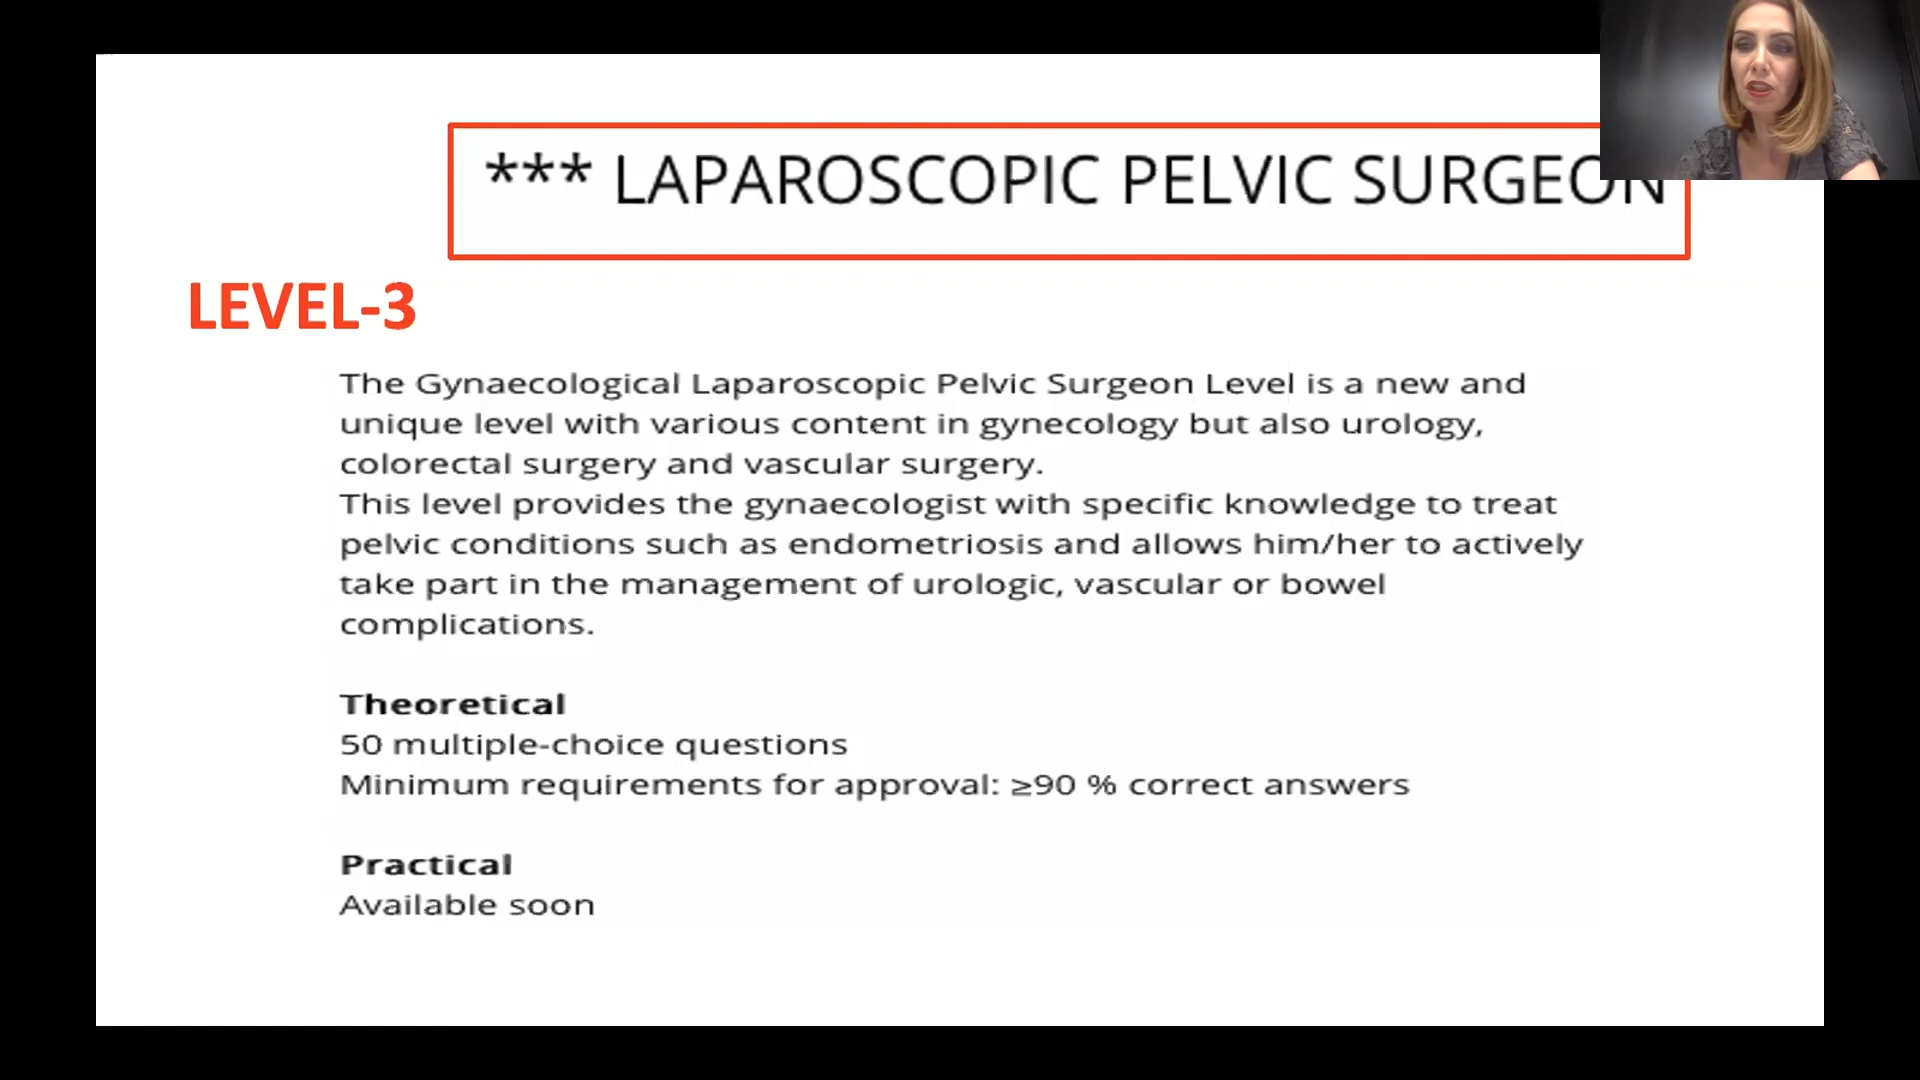 *** LAPAROSCOPIC PELVIC SURGEON
LEVEL-3
The Gynaecological Laparoscopic Pelvic Surgeon Level is a new and
unique level with various content in gynecology but also urology,
colorectal surgery and vascular surgery.
This level provides the gynaecologist with specific knowledge to treat
pelvic conditions such as endometriosis and allows him/her to actively
take part in the management of urologic, vascular or bowel
complications.
Theoretical
50 multiple-choice questions
Minimum requirements for approval: ≥90 % correct answers
Practical
Available soon